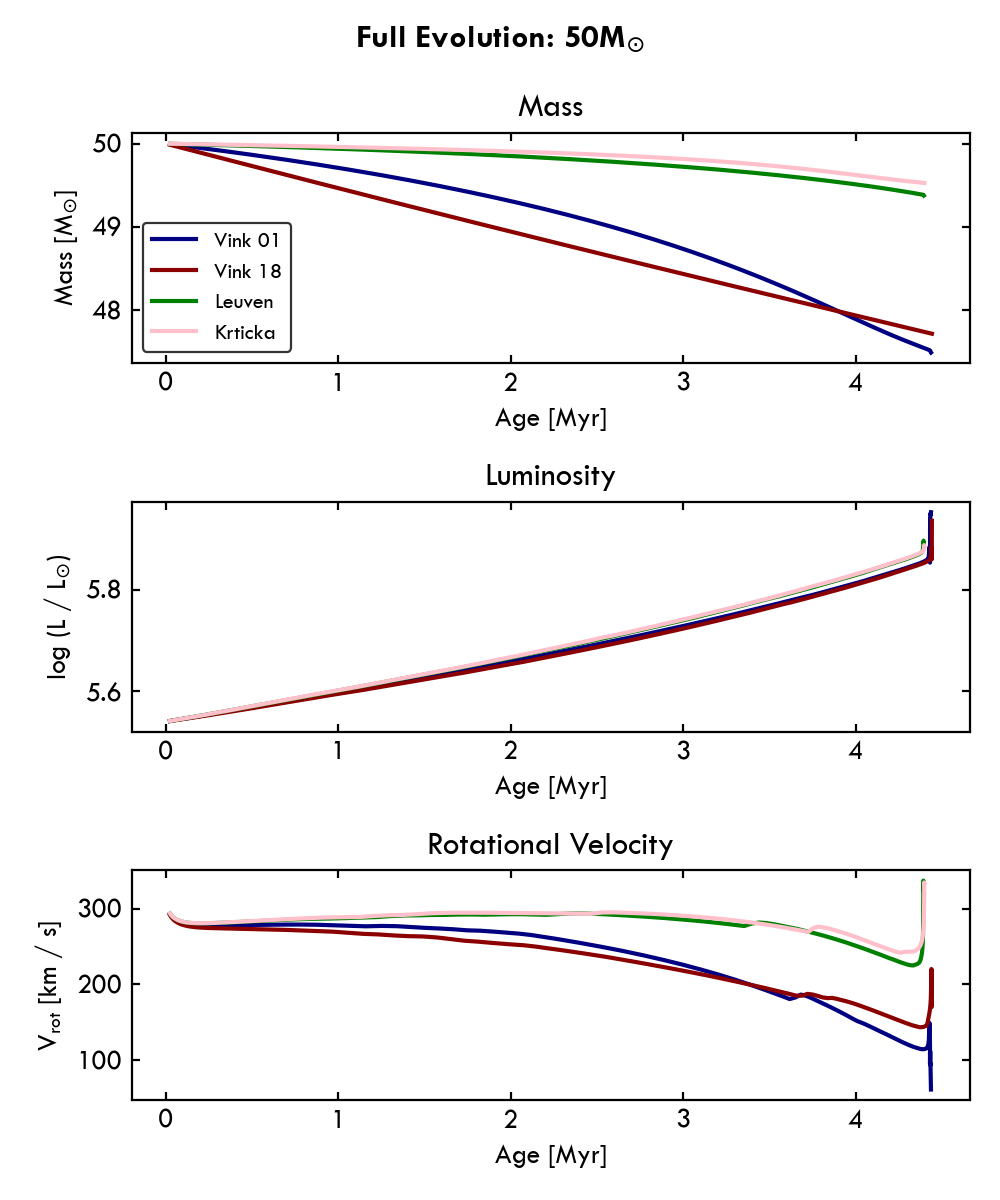 Full Evolution: 50M⊙
Mass
50
49
48
Mass [M⊙]
Vink 01
Vink 18
Leuven
Krticka
0 1 2 3 4
Age [Myr]
Luminosity
5.8
5.6
log (L / L⊙)
0 1 2 3 4
Age [Myr]
Rotational Velocity
300
200
100
Vrot [km / s]
0 1 2 3 4
Age [Myr]